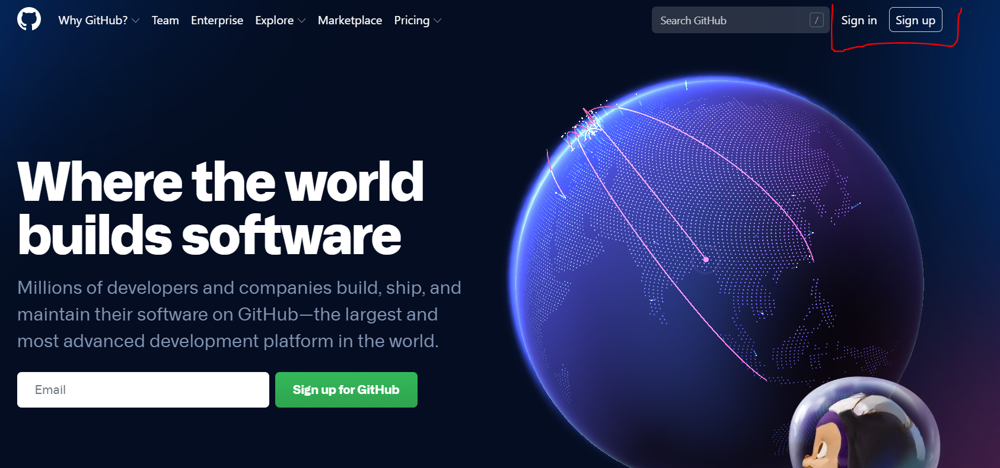 Why GitHub? Team Enterprise Explore Marketplace Pricing Search GitHub / Sign in Sign up
Where the world
builds software
Millions of developers and companies build, ship, and
maintain their software on GitHub—the largest and
most advanced development platform in the world.
Email Sign up for GitHub